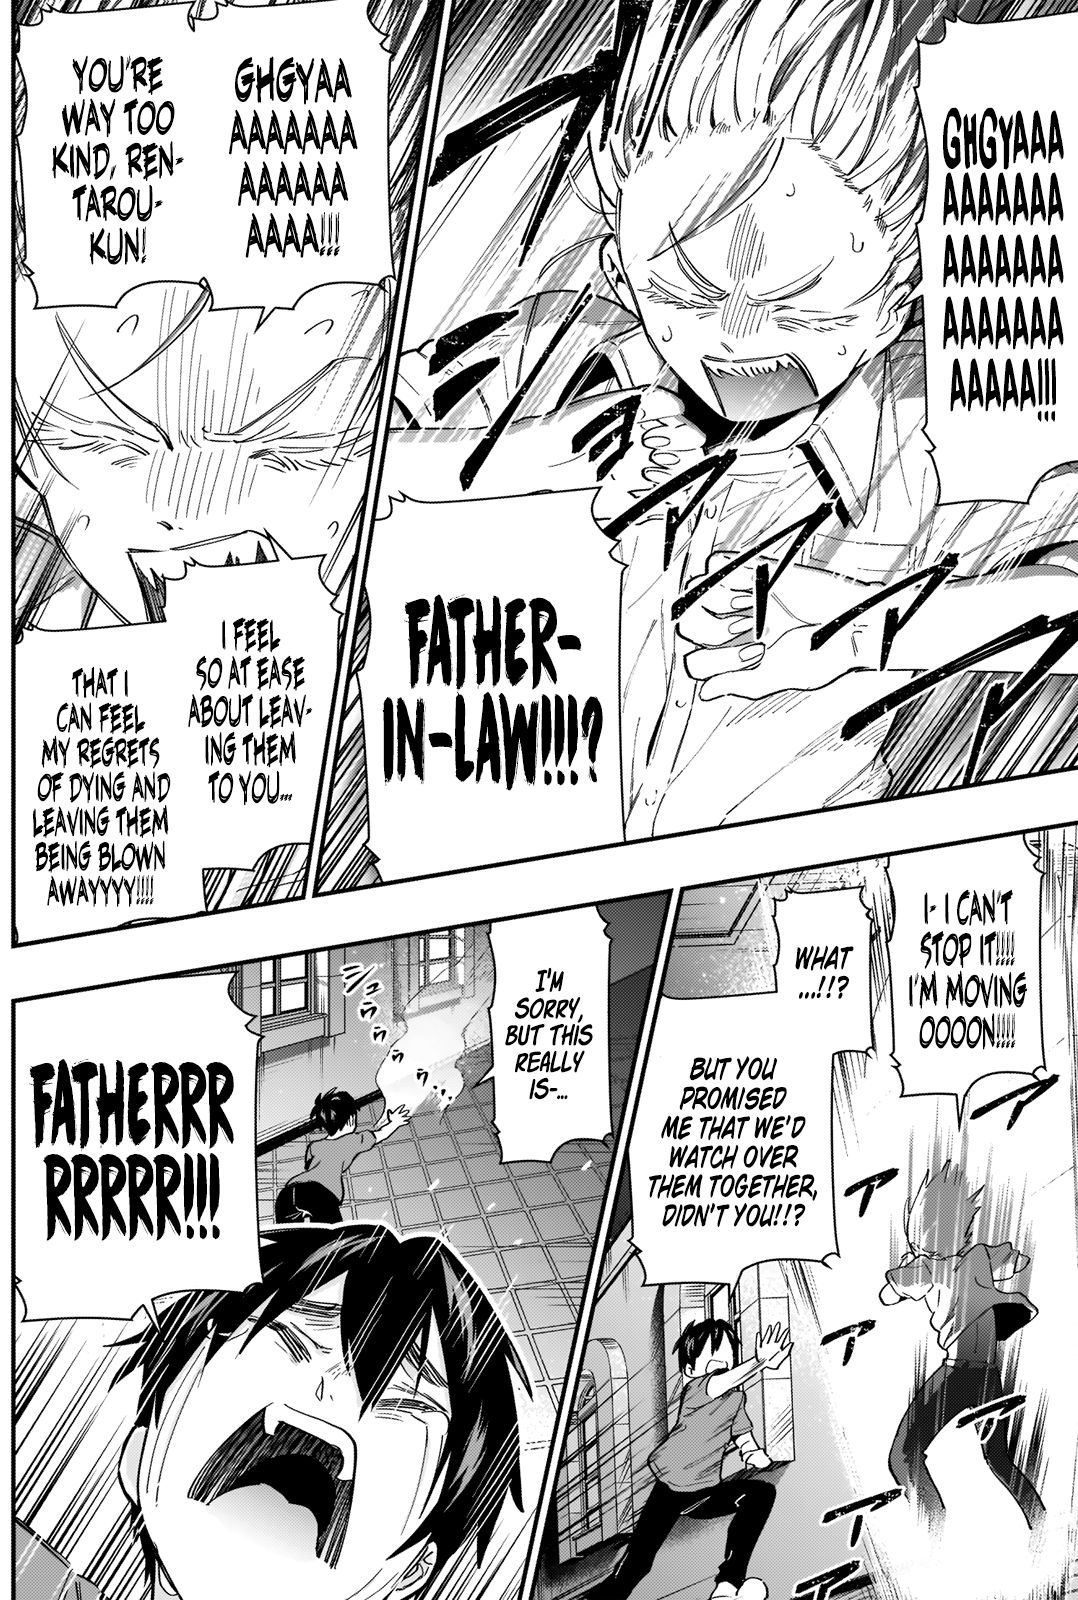 GHGYAAA
AAAAAAA
AAAAAAA
AAAAAAA
AAAAA!!!
FATHER-
IN-LAW!!!?
GHGYAA
AAAAAAA
AAAAAA
AAAA!!!
YOU'RE
WAY TOO
KIND, REN-
TAROU-
KUN!
I FEEL
SO AT EASE
ABOUT LEAV-
ING THEM
TO YOU...
THAT I
CAN FEEL
MY REGRETS
OF DYING AND
LEAVING THEM
BEING BLOWN
AWAYYYY!!!!
I- I CAN'T
STOP IT!!!!
I'M MOVING
OOOON!!!!
WHAT
...!!?
BUT YOU
PROMISED
ME THAT WE'D
WATCH OVER
THEM TOGETHER,
DIDN'T YOU!!?
I'M
SORRY,
BUT THIS
REALLY
IS-...
FATHERRR
RRRRR!!!